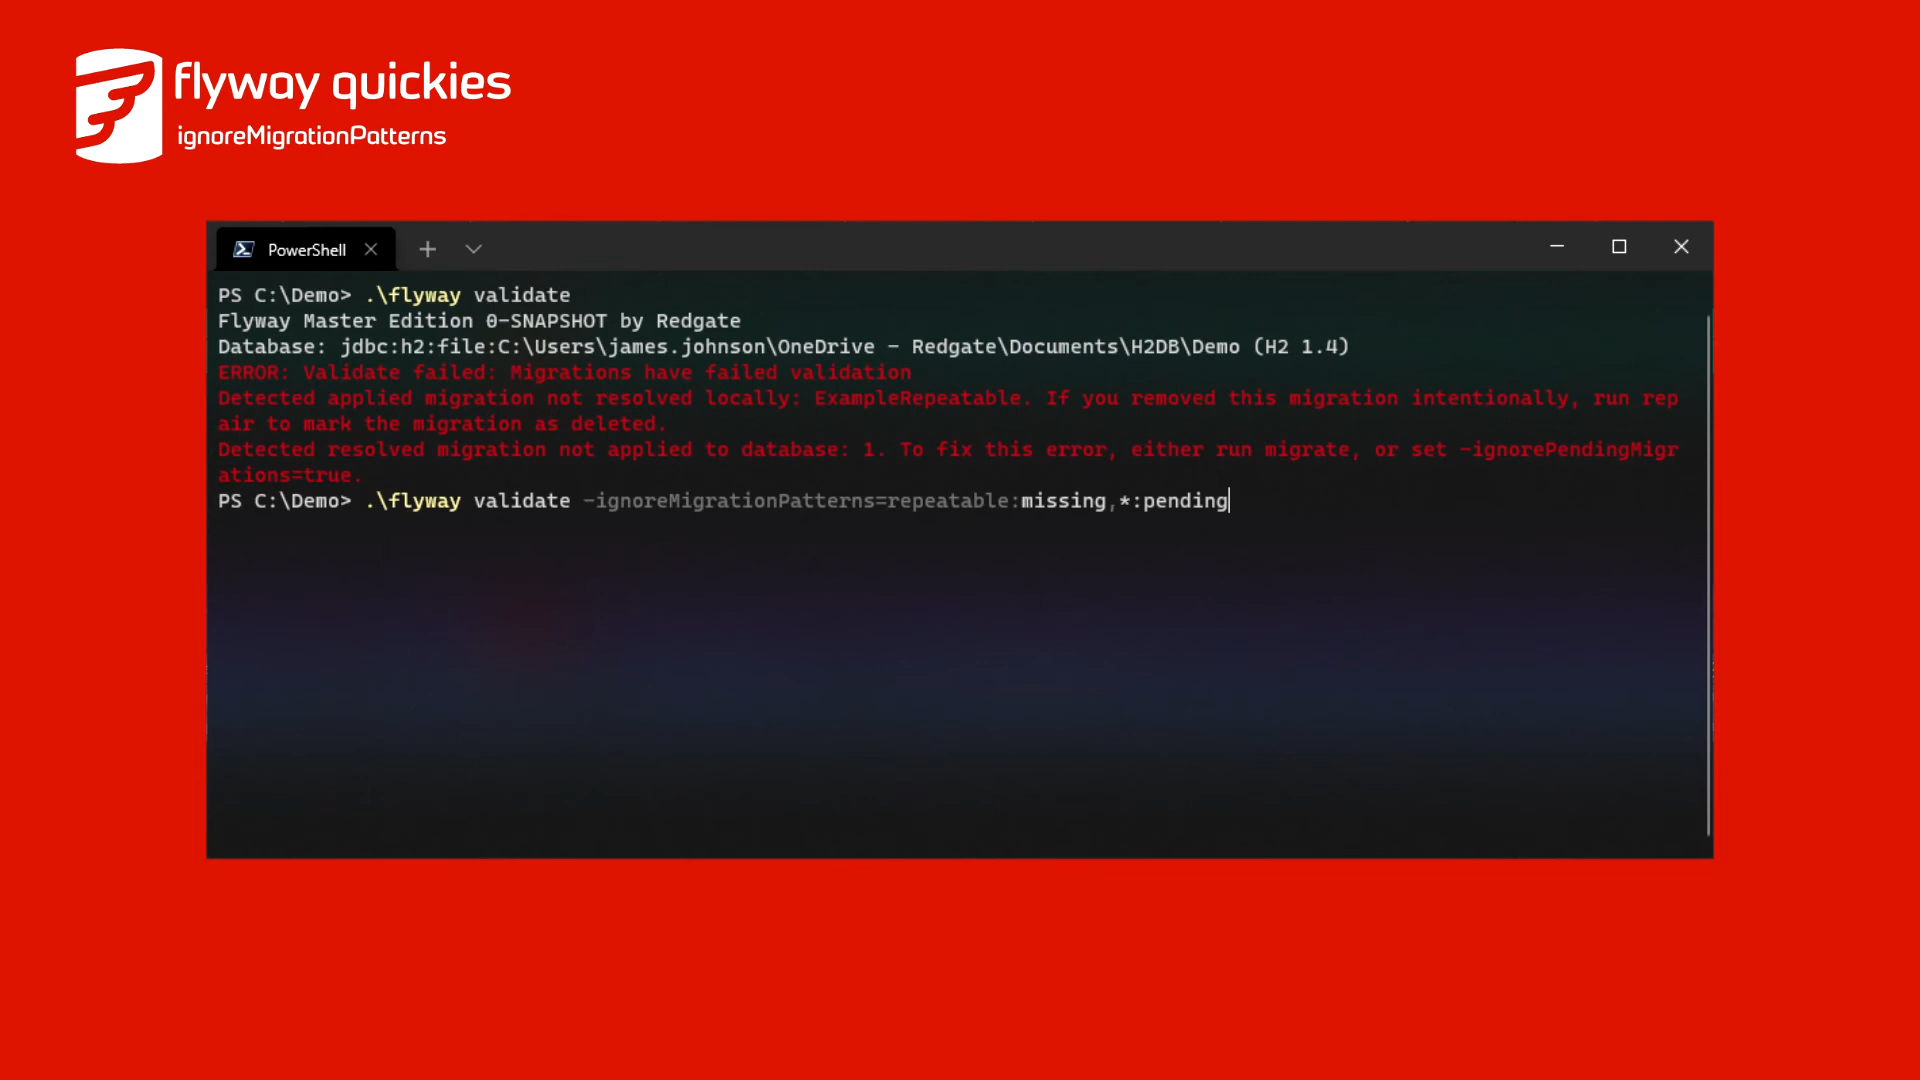 flyway quickies
ignoreMigrationPatterns
PowerShell
PS C:\Demo> .\flyway validate
Flyway Master Edition 0-SNAPSHOT by Redgate
Database: jdbc:h2:file:C:\Users\james.johnson\OneDrive - Redgate\Documents\H2DB\Demo (H2 1.4)
ERROR: Validate failed: Migrations have failed validation
Detected applied migration not resolved locally: ExampleRepeatable. If you removed this migration intentionally, run rep
air to mark the migration as deleted.
Detected resolved migration not applied to database: 1. To fix this error, either run migrate, or set -ignorePendingMigr
ations=true.
PS C:\Demo> .\flyway validate -ignoreMigrationPatterns=repeatable:missing,*:pending